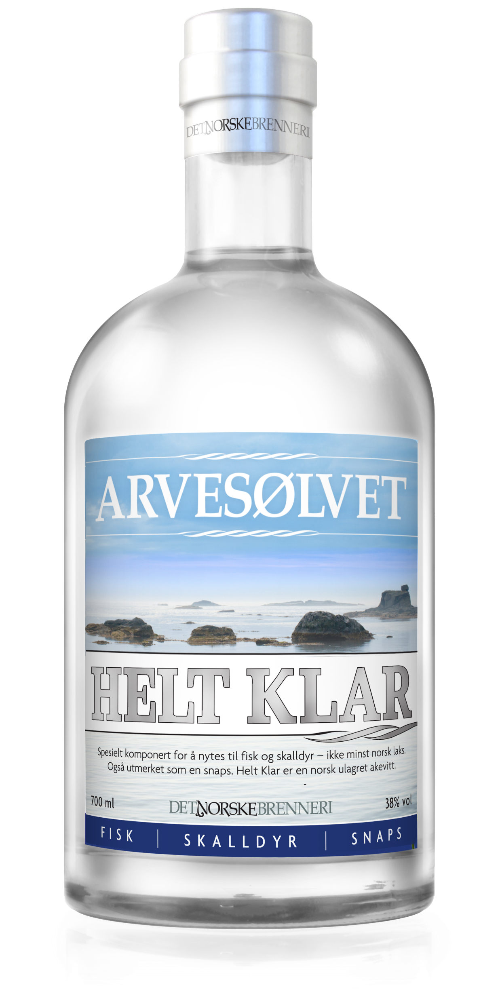 DETNORSKEBRENNERI
ARVESØLVET
HELT KLAR
Spesielt komponert for å nytes til fisk og skalldyr – ikke minst norsk laks.
Også utmerket som en snaps. Helt Klar er en norsk ulagret akevitt.
-
700 ml
DETNORSKEBRENNERI
38% vol
FISK | SKALLDYR | SNAPS